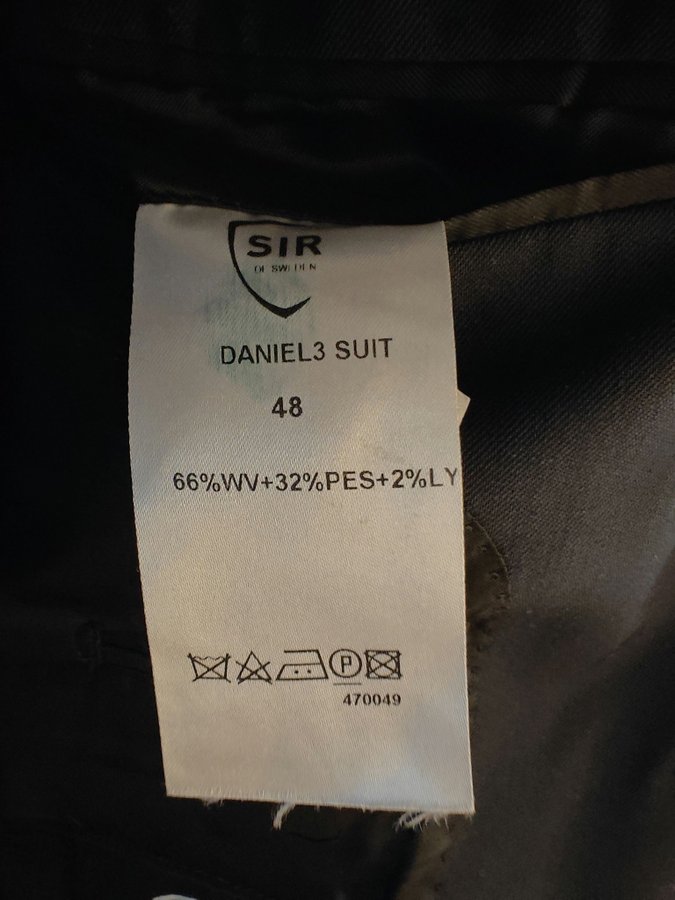 SIR
OF SWEDEN
DANIEL3 SUIT
48
66%WV+32%PES+2%LY
P
470049